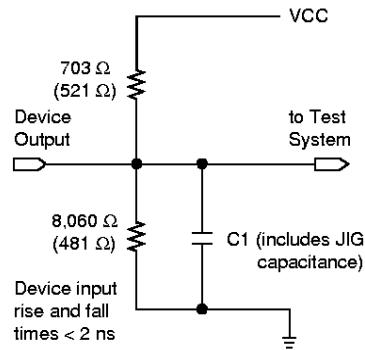 VCC
703 Ω
(521 Ω)
Device
Output
to Test
System
8,060 Ω
(481 Ω)
C1 (includes JIG
capacitance)
Device input
rise and fall
times < 2 ns